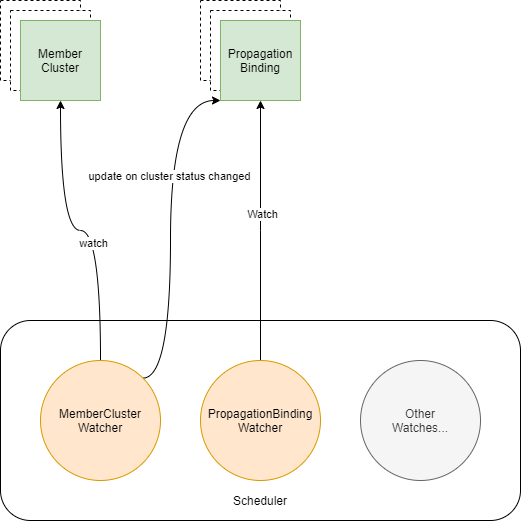 Member
Cluster
Propagation
Binding
update on cluster status changed
Watch
watch
MemberCluster
Watcher
PropagationBinding
Watcher
Other
Watches...
Scheduler